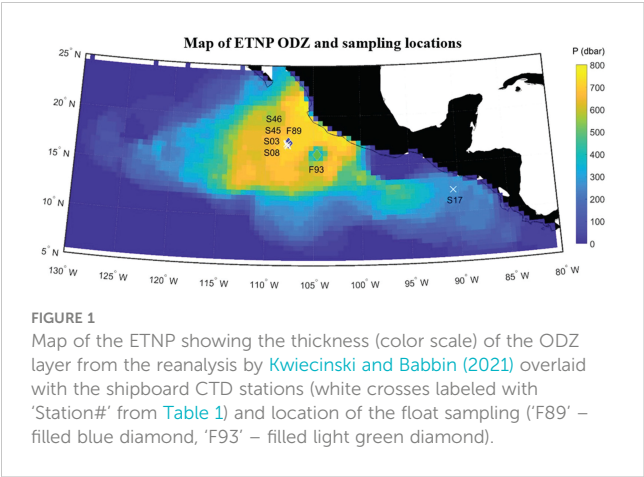 Map of ETNP ODZ and sampling locations
P (dbar)
25° N
20° N
15° N
10° N
5° N
S46
S45 F89
S03
S08
F93
S17
800
700
600
500
400
300
200
100
0
130° W 125° W 120° W 115° W 110° W 105° W 100° W 95° W 90° W 85° W 80° W
FIGURE 1
Map of the ETNP showing the thickness (color scale) of the ODZ
layer from the reanalysis by Kwiecinski and Babbin (2021) overlaid
with the shipboard CTD stations (white crosses labeled with
‘Station#’ from Table 1) and location of the float sampling (‘F89’ –
filled blue diamond, ‘F93’ – filled light green diamond).